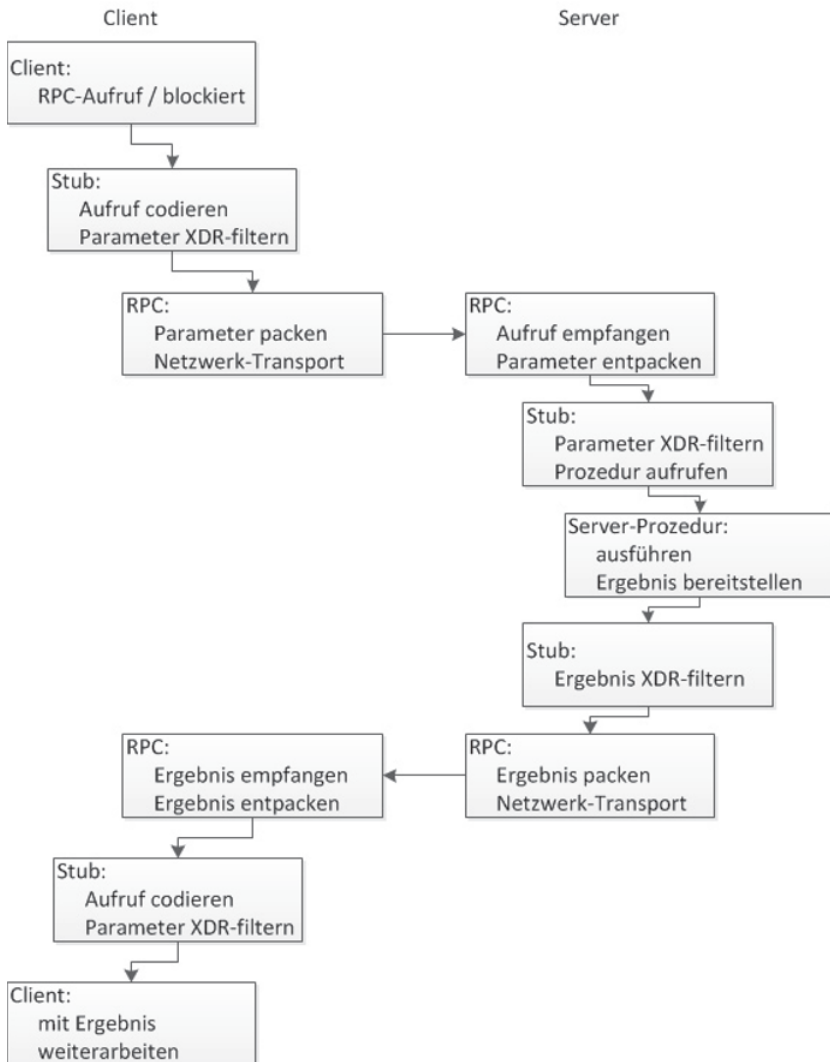 Client
Server
Client:
RPC-Aufruf / blockiert
Stub:
Aufruf codieren
Parameter XDR-filtern
RPC:
Parameter packen
Netzwerk-Transport
RPC:
Aufruf empfangen
Parameter entpacken
Stub:
Parameter XDR-filtern
Prozedur aufrufen
Server-Prozedur:
ausführen
Ergebnis bereitstellen
Stub:
Ergebnis XDR-filtern
RPC:
Ergebnis packen
Netzwerk-Transport
RPC:
Ergebnis empfangen
Ergebnis entpacken
Stub:
Aufruf codieren
Parameter XDR-filtern
Client:
mit Ergebnis
weiterarbeiten